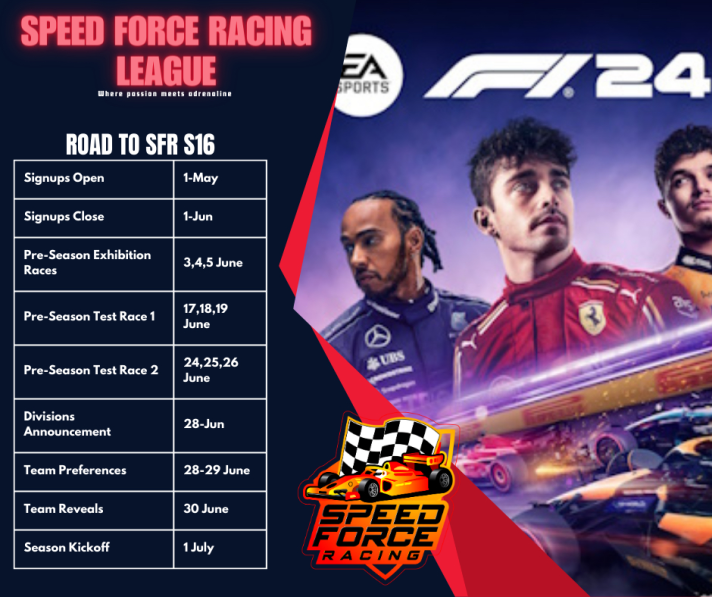 SPEED FORCE RACING
LEAGUE
Where passion meets adrenaline
ROAD TO SFR S16
Signups Open 1-May
Signups Close 1-Jun
Pre-Season Exhibition
Races 3,4,5 June
Pre-Season Test Race 1 17,18,19
June
Pre-Season Test Race 2 24,25,26
June
Divisions
Announcement 28-Jun
Team Preferences 28-29 June
Team Reveals 30 June
Season Kickoff 1 July
EA
SPORTS
F1 24
UBS
SPEED
FORCE
RACING